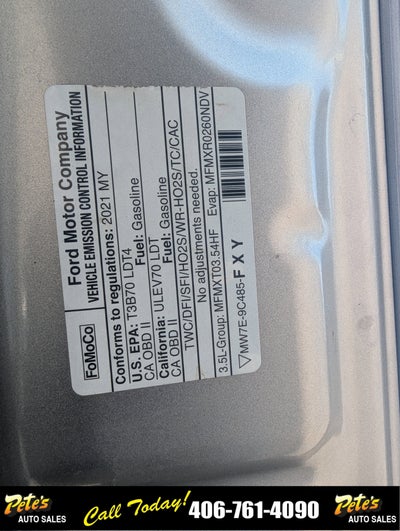 FoMoCo
Ford Motor Company
VEHICLE EMISSION CONTROL INFORMATION
Conforms to regulations: 2021 MY
U.S. EPA: T3B70 LDT4 Fuel: Gasoline
CA OBD II
California: ULEV70 LDT Fuel: Gasoline
CA OBD II
TWC/DFI/SFI/HO2S/WR-HO2S/TC/CAC
No adjustments needed.
3.5L-Group: MFMXT03.54HF Evap: MFMXR0260NDV
MW7E-9C485-FXY
Pete's
AUTO SALES
Call Today! 406-761-4090
Pete's
AUTO SALES